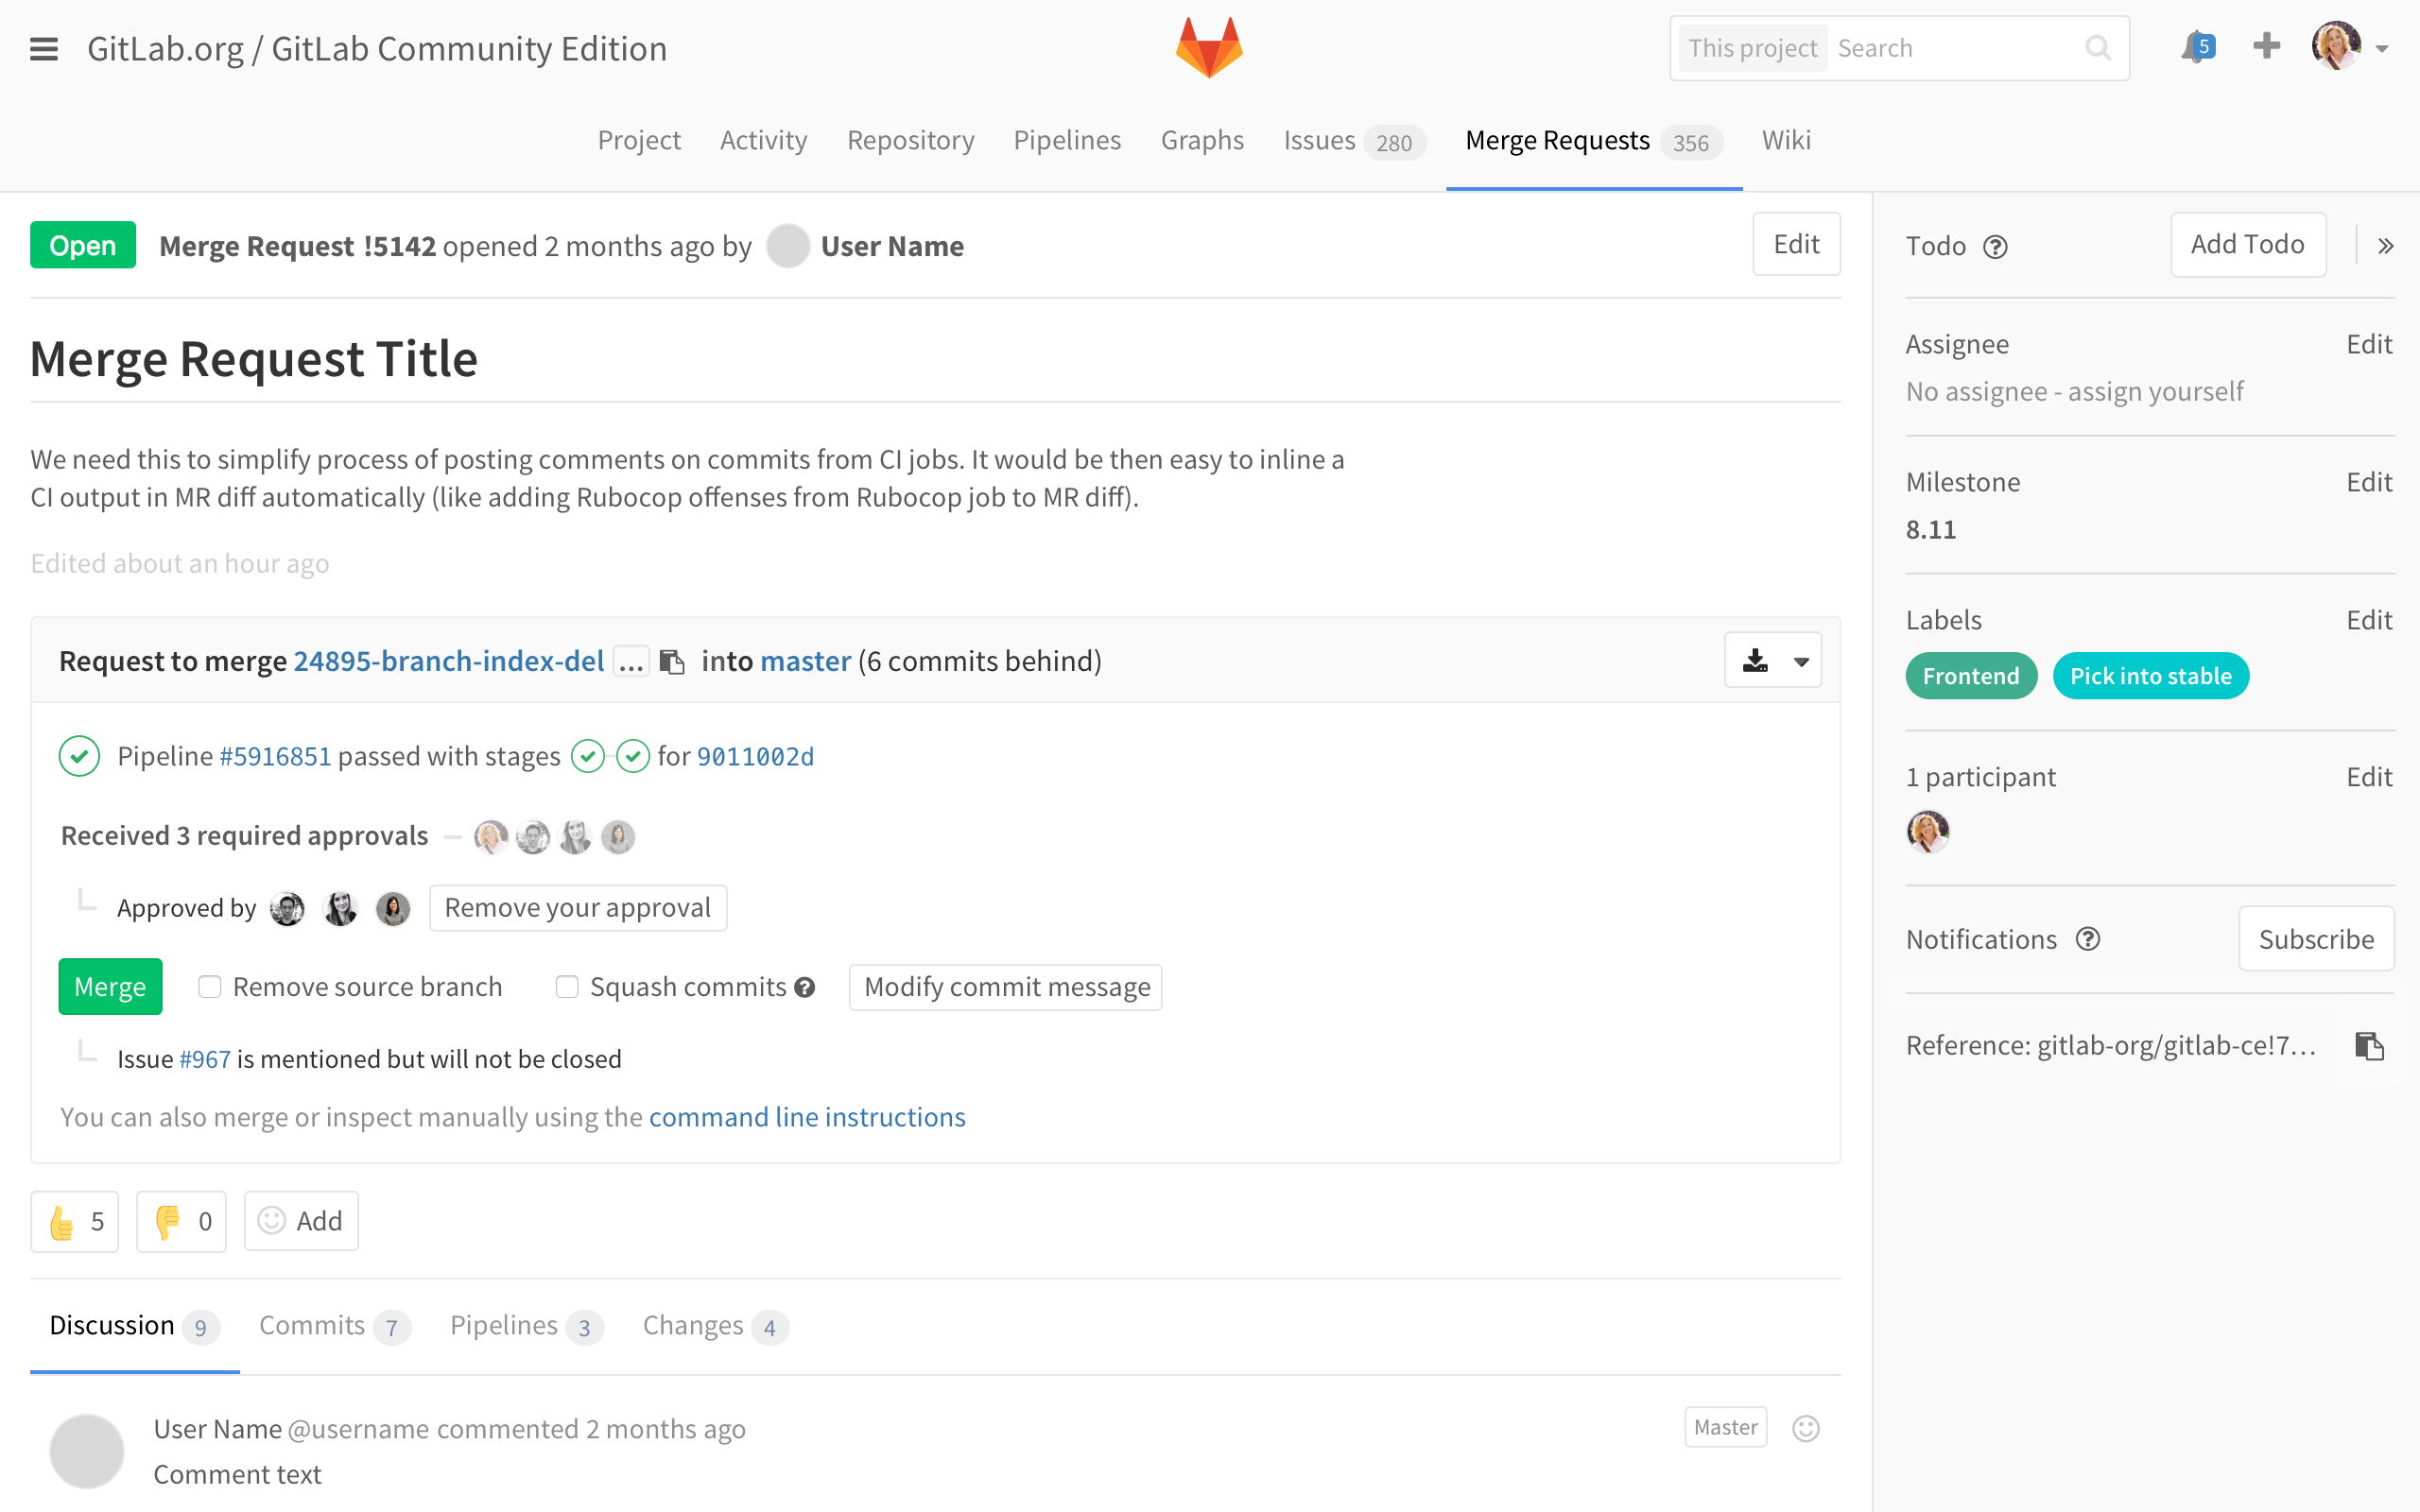 GitLab.org / GitLab Community Edition
This project Search
5
Project Activity Repository Pipelines Graphs Issues 280 Merge Requests 356 Wiki
Open Merge Request !5142 opened 2 months ago by User Name Edit
Merge Request Title
We need this to simplify process of posting comments on commits from CI jobs. It would be then easy to inline a
CI output in MR diff automatically (like adding Rubocop offenses from Rubocop job to MR diff).
Edited about an hour ago
Request to merge 24895-branch-index-del ... into master (6 commits behind)
Pipeline #5916851 passed with stages for 9011002d
Received 3 required approvals
Approved by Remove your approval
Merge Remove source branch Squash commits ? Modify commit message
Issue #967 is mentioned but will not be closed
You can also merge or inspect manually using the command line instructions
5 0 Add
Discussion 9 Commits 7 Pipelines 3 Changes 4
User Name @username commented 2 months ago Master
Comment text
Todo ? Add Todo »
Assignee Edit
No assignee - assign yourself
Milestone Edit
8.11
Labels Edit
Frontend Pick into stable
1 participant Edit
Notifications ? Subscribe
Reference: gitlab-org/gitlab-ce!7...